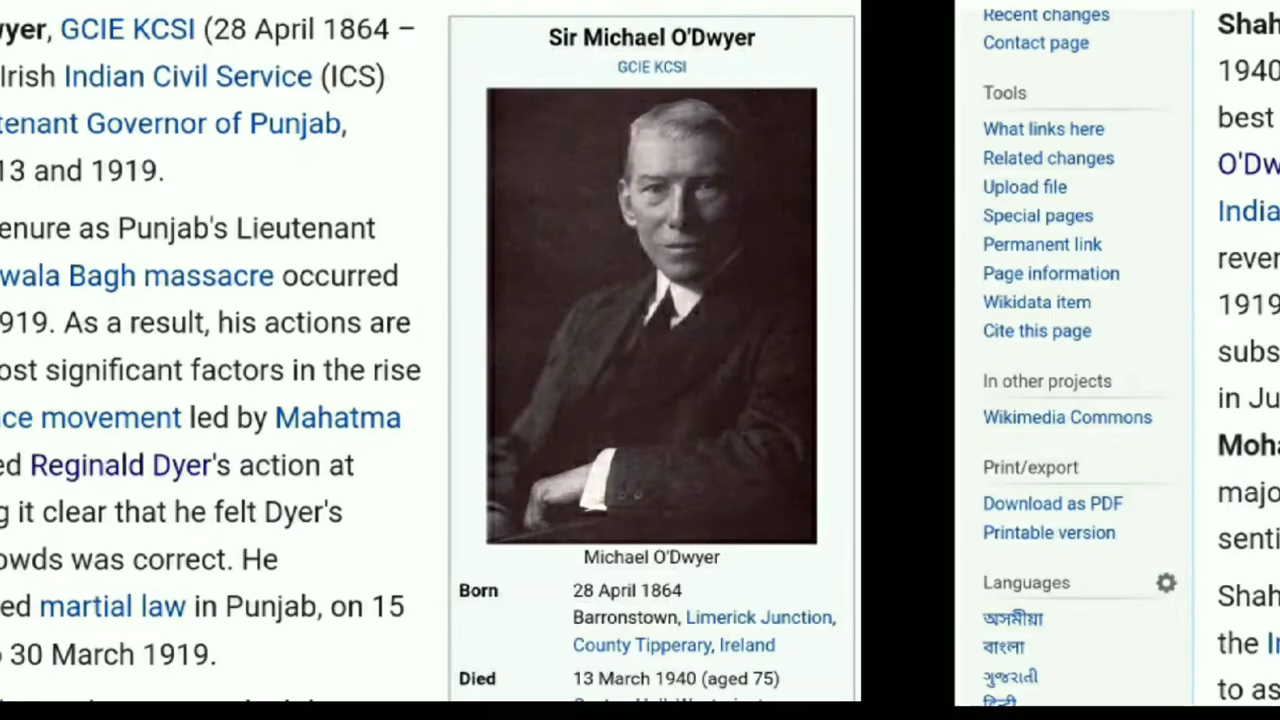 wyer, GCIE KCSI (28 April 1864 –
Irish Indian Civil Service (ICS)
tenant Governor of Punjab,
13 and 1919.
enure as Punjab's Lieutenant
wala Bagh massacre occurred
919. As a result, his actions are
ost significant factors in the rise
ce movement led by Mahatma
ed Reginald Dyer's action at
g it clear that he felt Dyer's
owds was correct. He
ed martial law in Punjab, on 15
30 March 1919.
Sir Michael O'Dwyer
GCIE KCSI
Michael O'Dwyer
Born 28 April 1864
Barronstown, Limerick Junction,
County Tipperary, Ireland
Died 13 March 1940 (aged 75)
Recent changes
Contact page
Tools
What links here
Related changes
Upload file
Special pages
Permanent link
Page information
Wikidata item
Cite this page
In other projects
Wikimedia Commons
Print/export
Download as PDF
Printable version
Languages
অসমীয়া
বাংলা
ગુજરાતી
Shah
1940
best
O'Dw
India
rever
1919
subs
in Ju
Moha
majo
senti
Shah
the In
to as